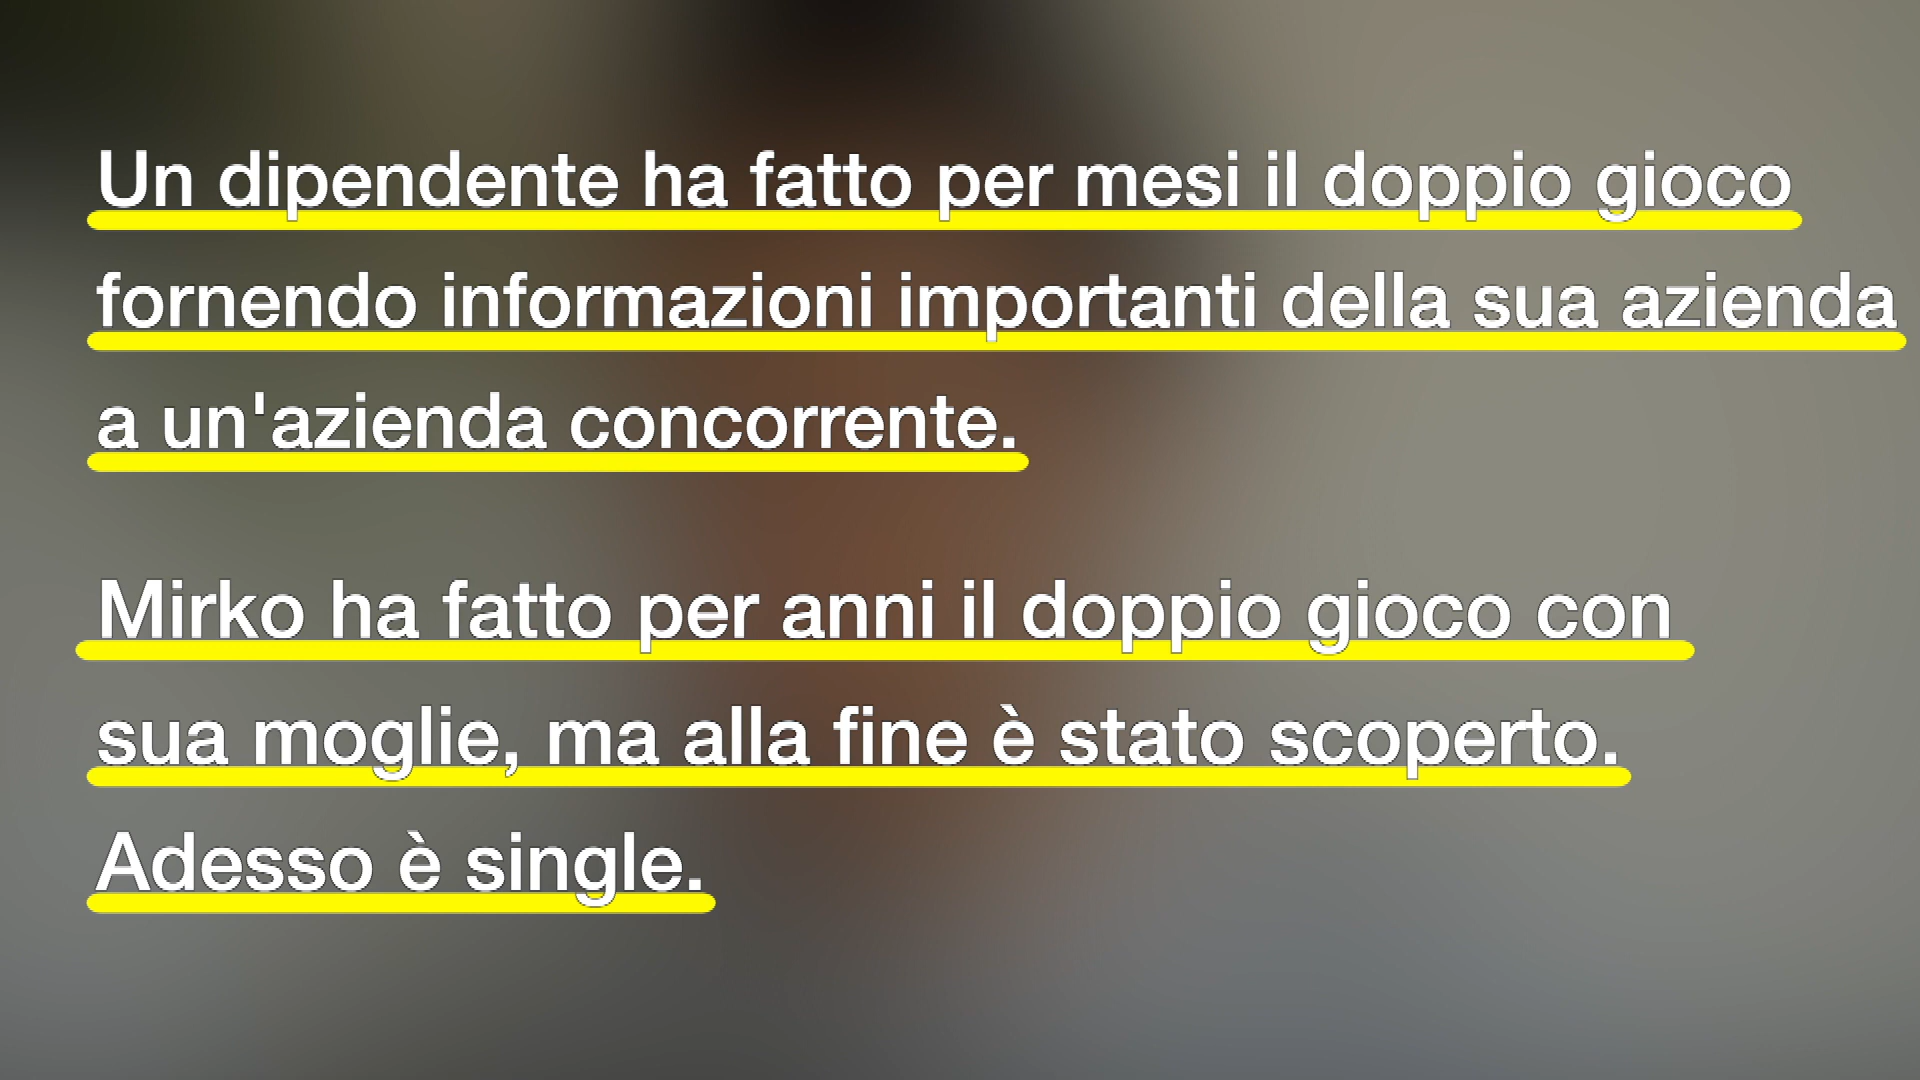 Un dipendente ha fatto per mesi il doppio gioco
fornendo informazioni importanti della sua azienda
a un'azienda concorrente.
Mirko ha fatto per anni il doppio gioco con
sua moglie, ma alla fine è stato scoperto.
Adesso è single.